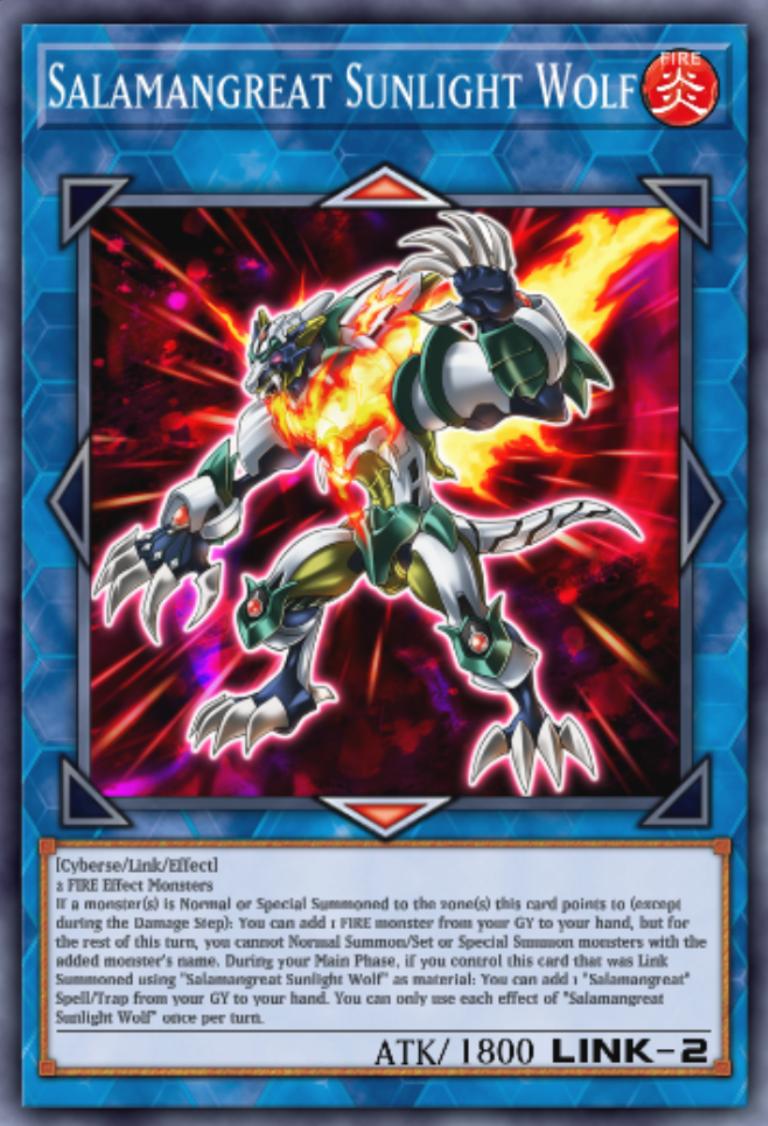 SALAMANGREAT SUNLIGHT WOLF
FIRE
炎
[Cyberse/Link/Effect]
2 FIRE Effect Monsters
If a monster(s) is Normal or Special Summoned to the zone(s) this card points to (except
during the Damage Step): You can add 1 FIRE monster from your GY to your hand, but for
the rest of this turn, you cannot Normal Summon/Set or Special Summon monsters with the
added monster's name. During your Main Phase, if you control this card that was Link
Summoned using "Salamangreat Sunlight Wolf" as material: You can add 1 "Salamangreat"
Spell/Trap from your GY to your hand. You can only use each effect of "Salamangreat
Sunlight Wolf" once per turn.
ATK/ 1800 LINK-2